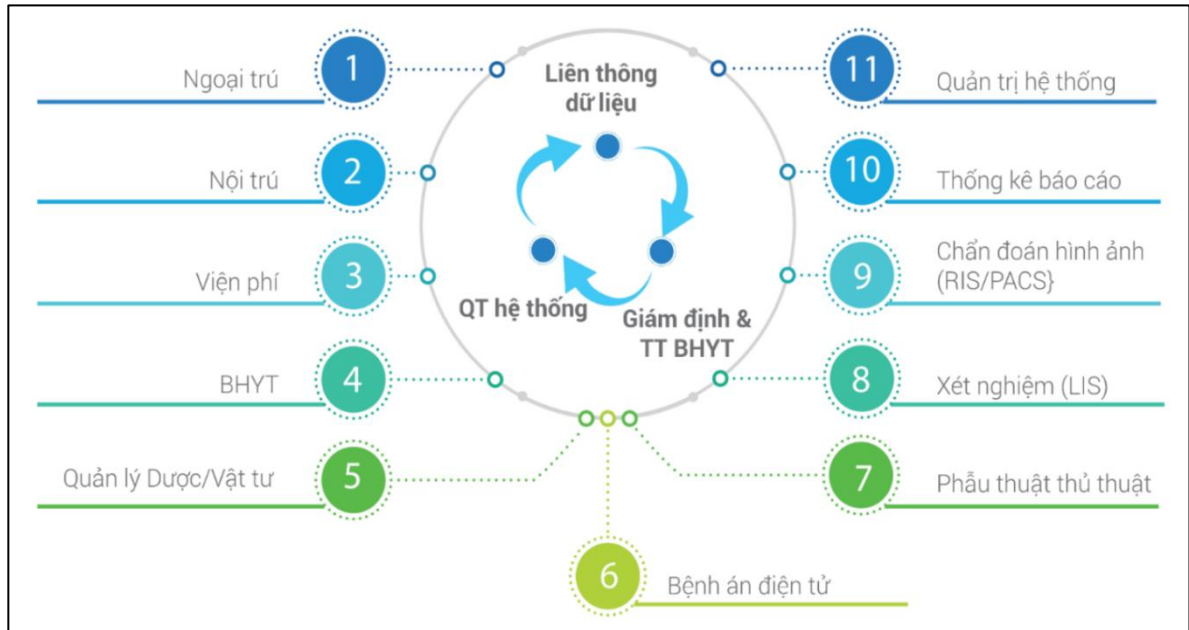 1
Ngoại trú
2
Nội trú
3
Viện phí
4
BHYT
5
Quản lý Dược/Vật tư
6
Bệnh án điện tử
7
Phẫu thuật thủ thuật
8
Xét nghiệm (LIS)
9
Chẩn đoán hình ảnh
(RIS/PACS}
10
Thống kê báo cáo
11
Quản trị hệ thống
Liên thông
dữ liệu
QT hệ thống
Giám định &
TT BHYT